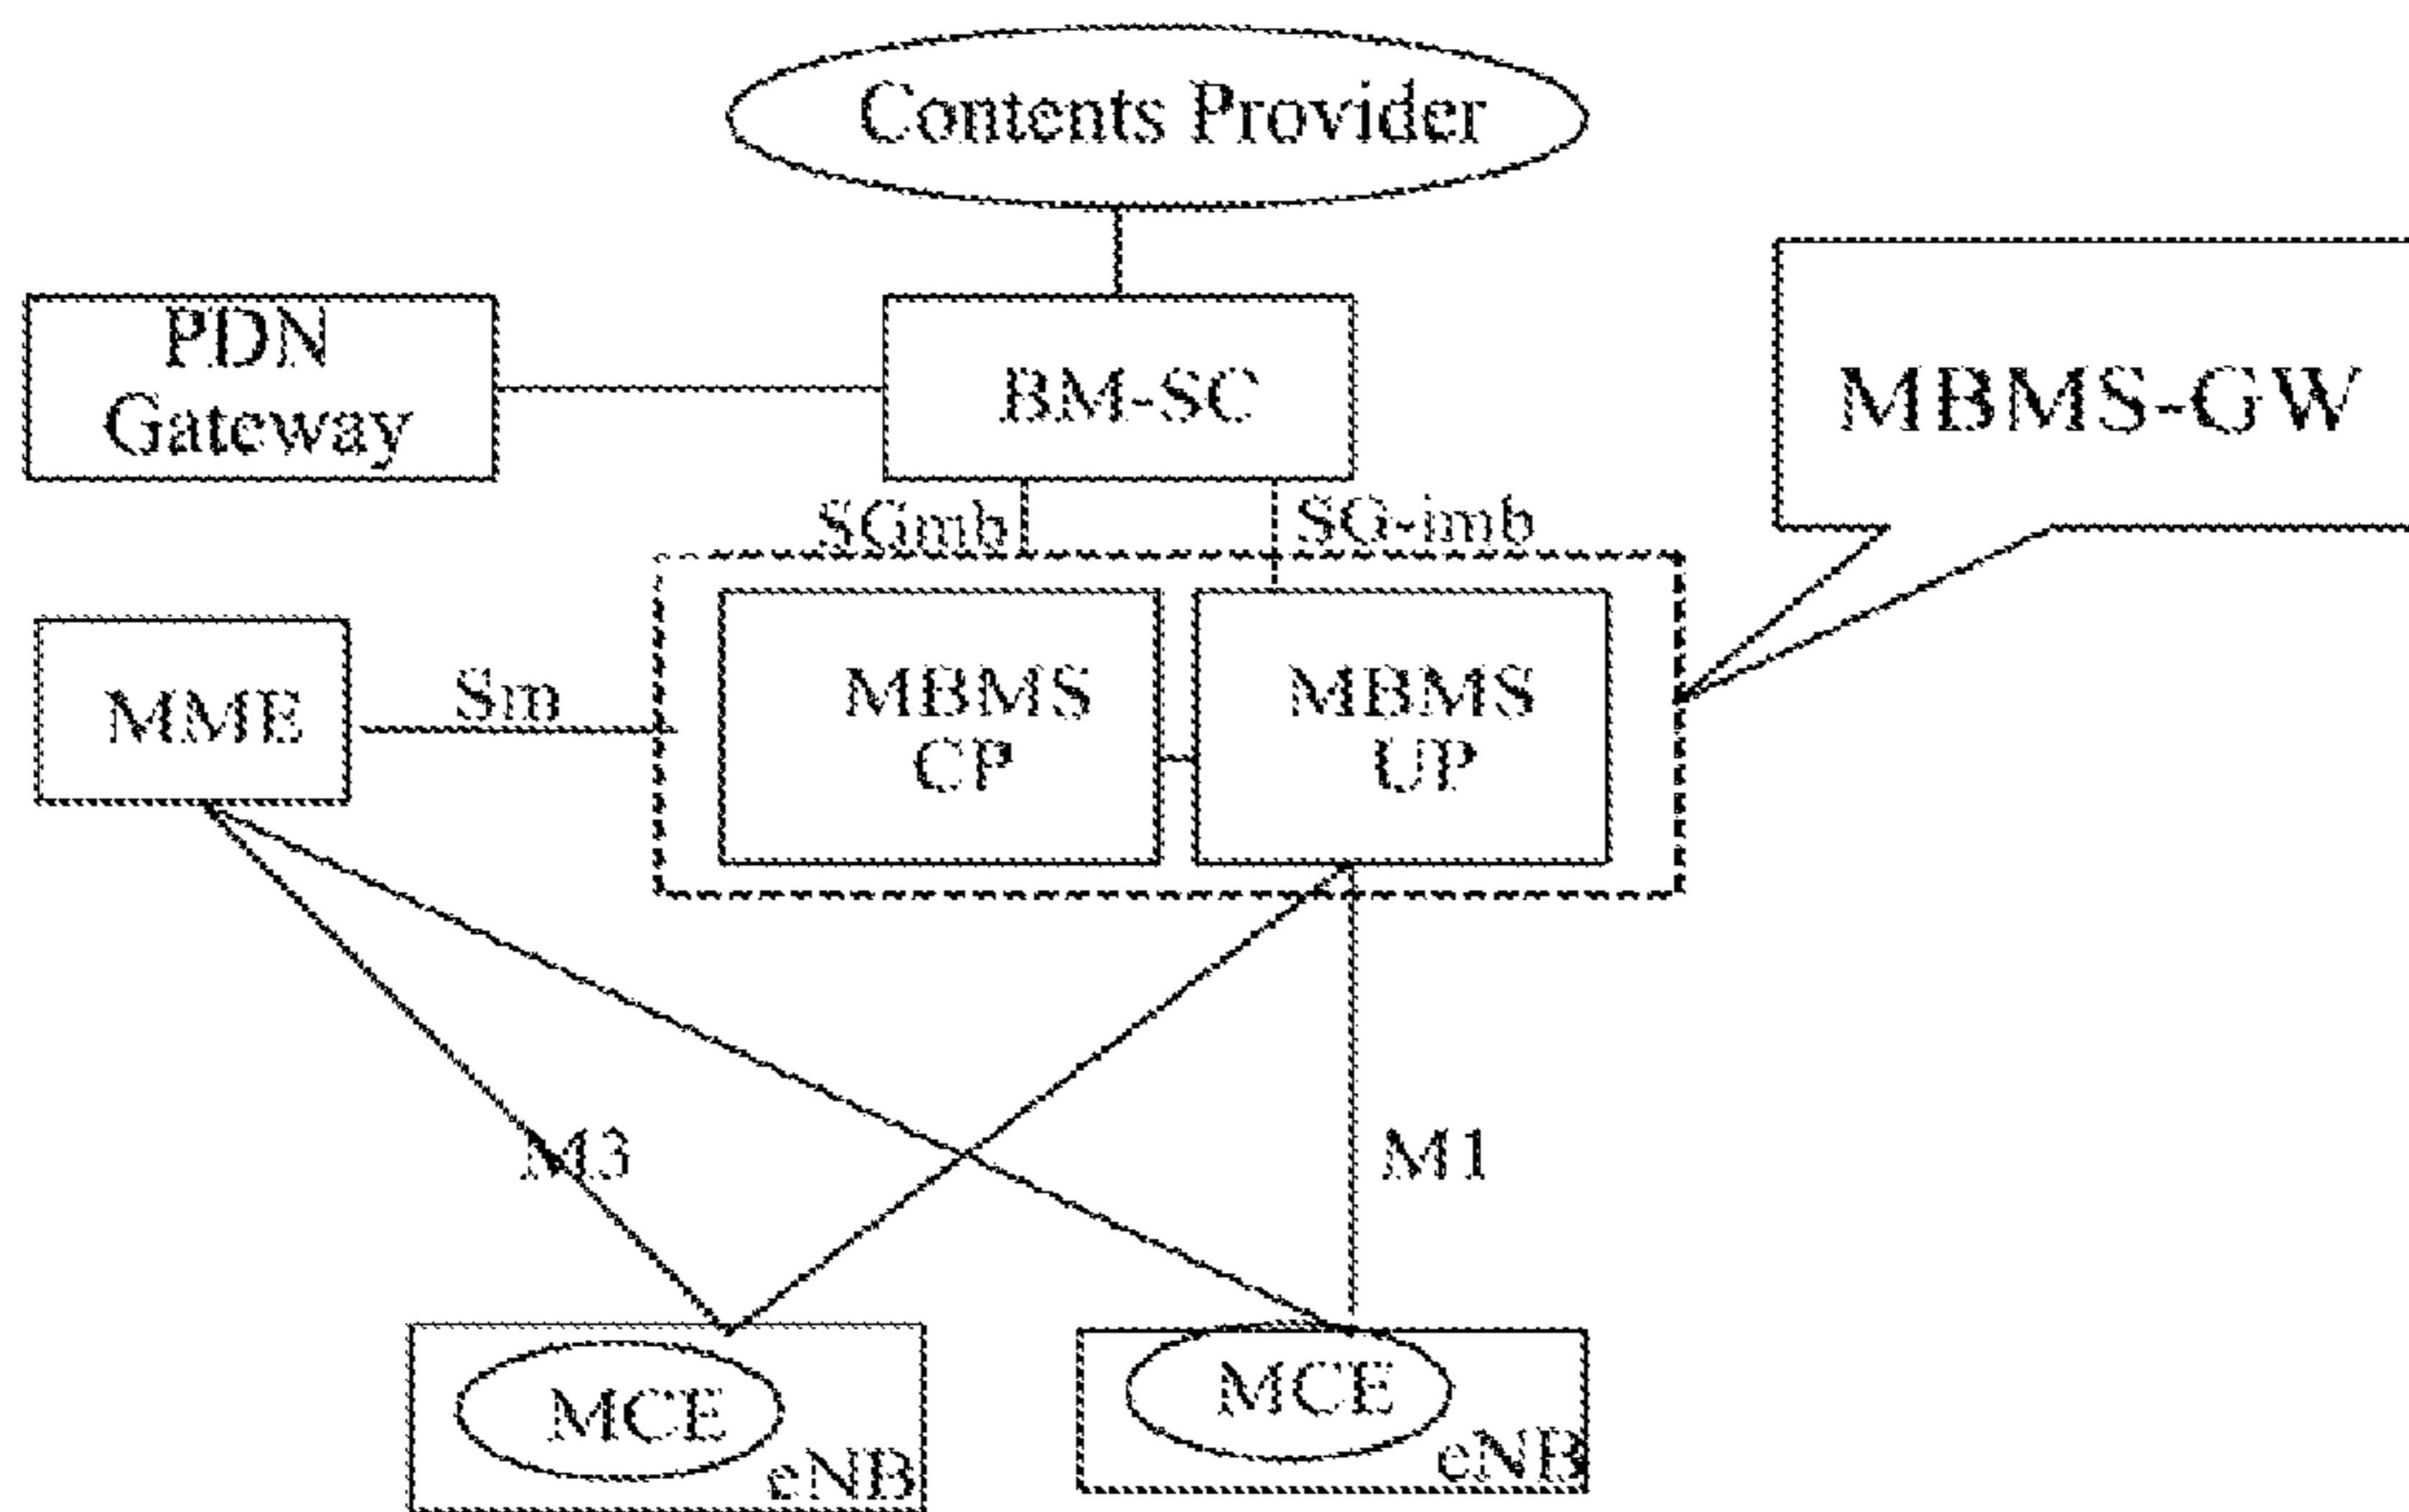 Contents Provider
PDN
Gateway
BM-SC
MBMS-GW
SGmb
SG-imb
MME
Sm
MBMS
CP
MBMS
UP
M3
M1
MCE
eNB
MCE
eNB